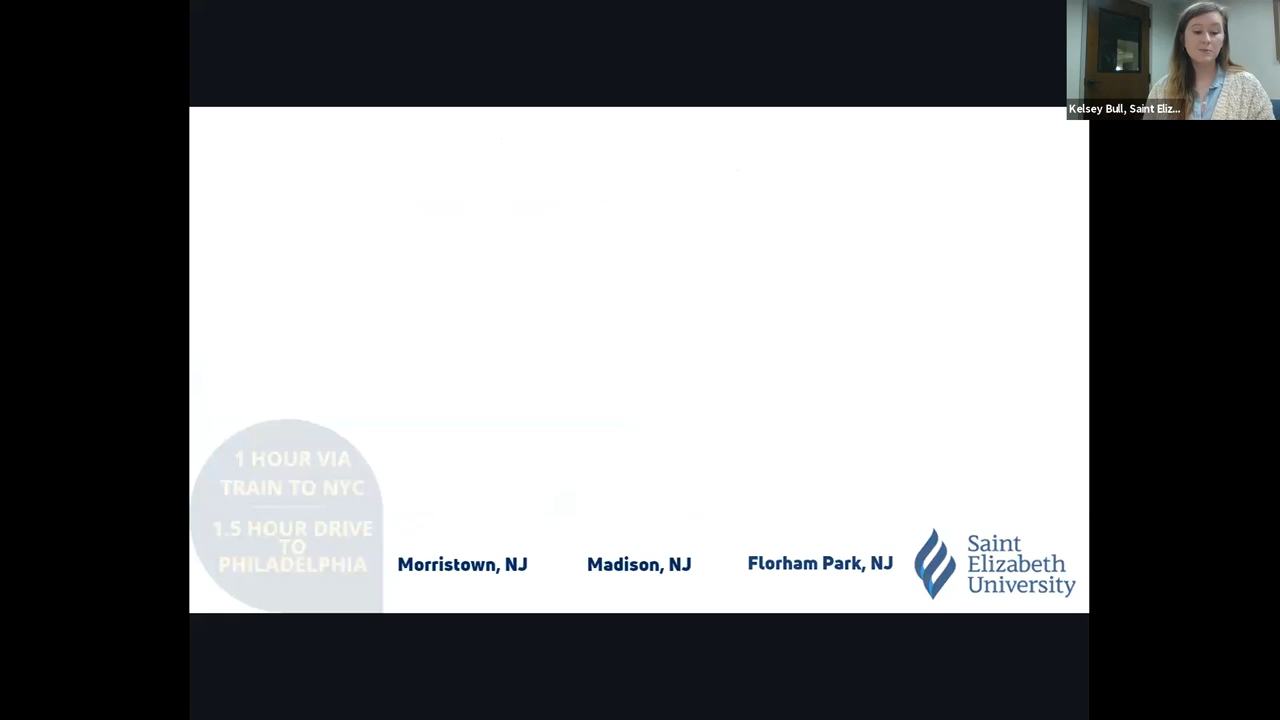 Kelsey Bull, Saint Eliz...
1 HOUR VIA
TRAIN TO NYC
1.5 HOUR DRIVE
TO
PHILADELPHIA
Morristown, NJ
Madison, NJ
Florham Park, NJ
Saint
Elizabeth
University